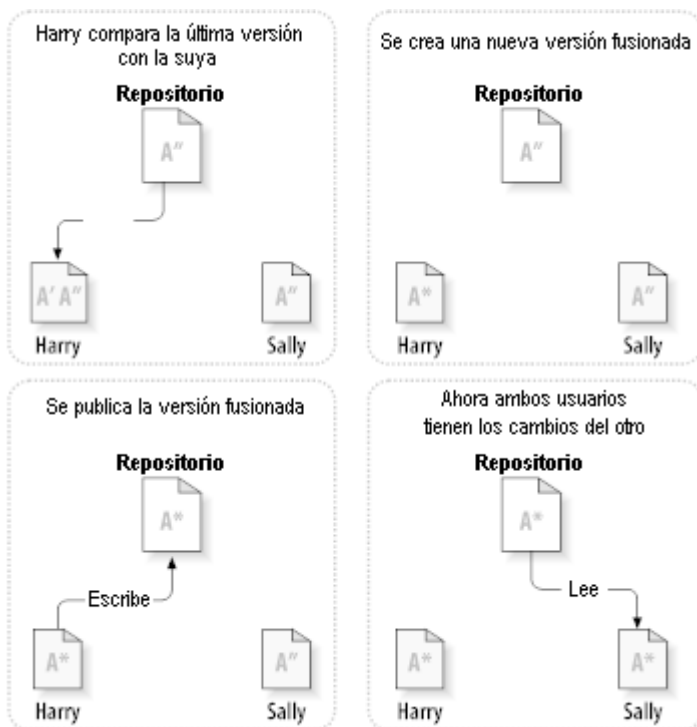 Harry compara la última versión
con la suya
Repositorio
A"
A' A"
A"
Harry
Sally
Se crea una nueva versión fusionada
Repositorio
A"
A*
A"
Harry
Sally
Se publica la versión fusionada
Repositorio
A*
Escribe
A*
A"
Harry
Sally
Ahora ambos usuarios
tienen los cambios del otro
Repositorio
A*
Lee
A*
A*
Harry
Sally